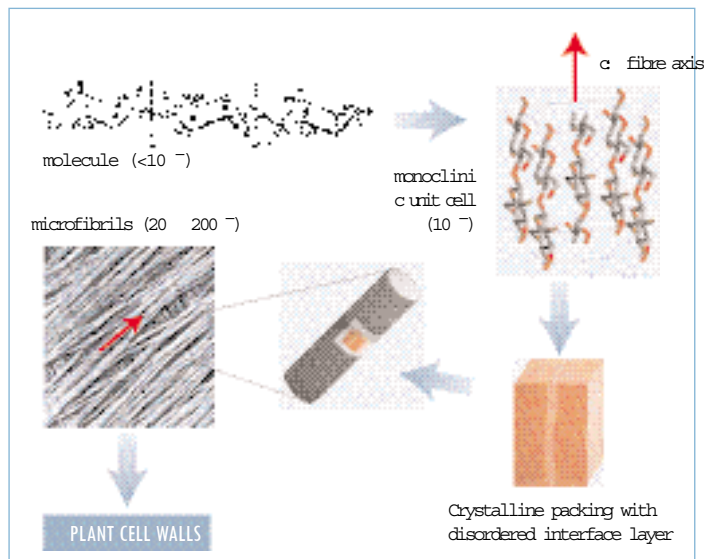 c: fibre axis
molecule (<10 ¯)
monoclini
c unit cell
(10 ¯)
microfibrils (20 200 ¯)
Crystalline packing with
disordered interface layer
PLANT CELL WALLS